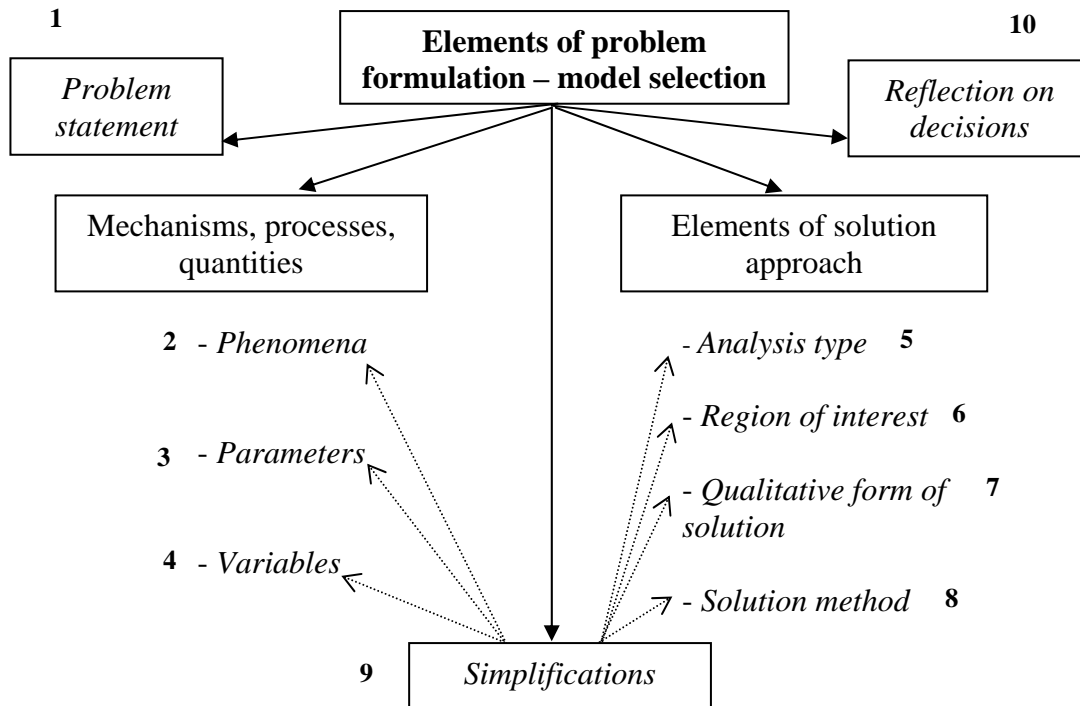 1
Elements of problem
formulation – model selection
10
Problem
statement
Reflection on
decisions
Mechanisms, processes,
quantities
Elements of solution
approach
2 - Phenomena
- Analysis type 5
- Region of interest 6
3 - Parameters
- Qualitative form of 7
solution
4 - Variables
- Solution method 8
9 Simplifications